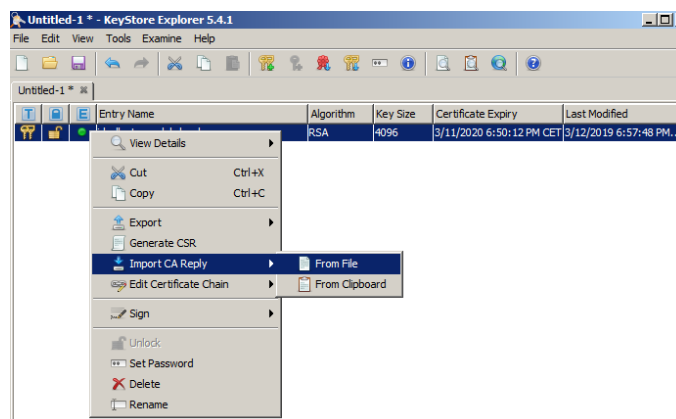 Untitled-1 * - KeyStore Explorer 5.4.1
File Edit View Tools Examine Help
Untitled-1 *
T E Entry Name Algorithm Key Size Certificate Expiry Last Modified
RSA 4096 3/11/2020 6:50:12 PM CET 3/12/2019 6:57:48 PM...
View Details
Cut Ctrl+X
Copy Ctrl+C
Export
Generate CSR
Import CA Reply From File
Edit Certificate Chain From Clipboard
Sign
Unlock
Set Password
Delete
Rename